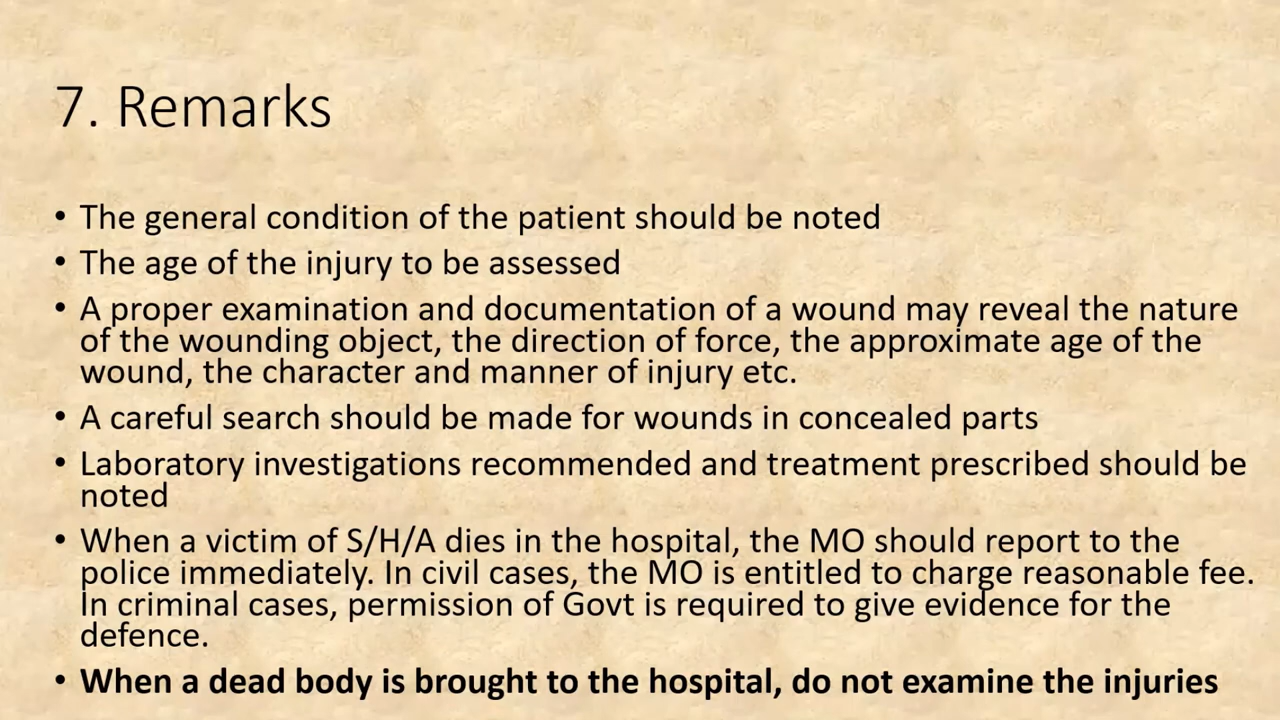 7. Remarks
• The general condition of the patient should be noted
• The age of the injury to be assessed
• A proper examination and documentation of a wound may reveal the nature
of the wounding object, the direction of force, the approximate age of the
wound, the character and manner of injury etc.
• A careful search should be made for wounds in concealed parts
• Laboratory investigations recommended and treatment prescribed should be
noted
• When a victim of S/H/A dies in the hospital, the MO should report to the
police immediately. In civil cases, the MO is entitled to charge reasonable fee.
In criminal cases, permission of Govt is required to give evidence for the
defence.
• When a dead body is brought to the hospital, do not examine the injuries